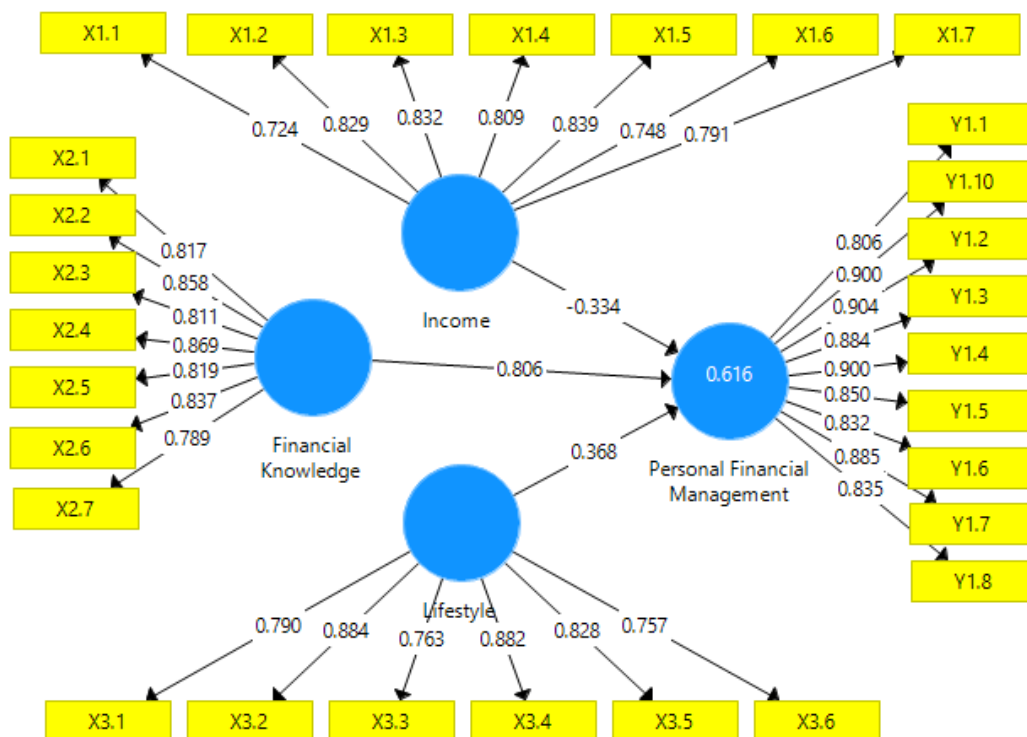 X1.1
X1.2
X1.3
X1.4
X1.5
X1.6
X1.7
0.724
0.829
0.832
0.809
0.839
0.748
0.791
X2.1
X2.2
X2.3
X2.4
X2.5
X2.6
X2.7
0.817
0.858
0.811
0.869
0.819
0.837
0.789
Income
-0.334
Financial
Knowledge
0.806
Lifestyle
0.368
0.616
Personal Financial
Management
0.806
0.900
0.904
0.884
0.900
0.850
0.832
0.885
0.835
Y1.1
Y1.10
Y1.2
Y1.3
Y1.4
Y1.5
Y1.6
Y1.7
Y1.8
0.790
0.884
0.763
0.882
0.828
0.757
X3.1
X3.2
X3.3
X3.4
X3.5
X3.6